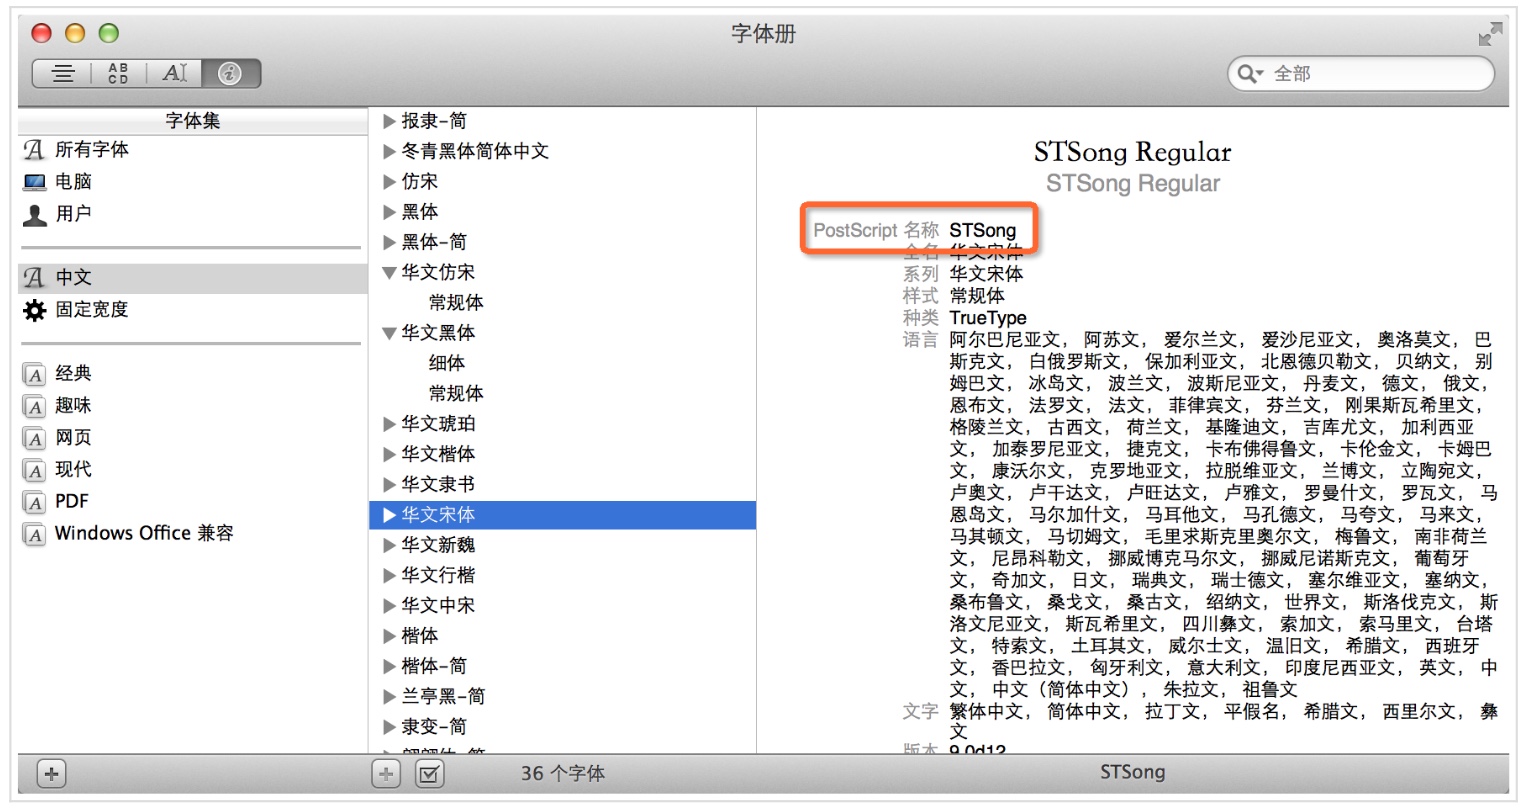 字体册
A B
C D
全部
字体集
所有字体
电脑
用户
中文
固定宽度
经典
趣味
网页
现代
PDF
Windows Office 兼容
报隶-简
冬青黑体简体中文
仿宋
黑体
黑体-简
华文仿宋
常规体
华文黑体
细体
常规体
华文琥珀
华文楷体
华文隶书
华文宋体
华文新魏
华文行楷
华文中宋
楷体
楷体-简
兰亭黑-简
隶变-简
翩翩体-简
STSong Regular
STSong Regular
PostScript 名称 STSong
全名 华文宋体
系列 华文宋体
样式 常规体
种类 TrueType
语言 阿尔巴尼亚文, 阿苏文, 爱尔兰文, 爱沙尼亚文, 奥洛莫文, 巴
斯克文, 白俄罗斯文, 保加利亚文, 北恩德贝勒文, 贝纳文, 别
姆巴文, 冰岛文, 波兰文, 波斯尼亚文, 丹麦文, 德文, 俄文,
恩布文, 法罗文, 法文, 菲律宾文, 芬兰文, 刚果斯瓦希里文,
格陵兰文, 古西文, 荷兰文, 基隆迪文, 吉库尤文, 加利西亚
文, 加泰罗尼亚文, 捷克文, 卡布佛得鲁文, 卡伦金文, 卡姆巴
文, 康沃尔文, 克罗地亚文, 拉脱维亚文, 兰博文, 立陶宛文,
卢奥文, 卢干达文, 卢旺达文, 卢雅文, 罗曼什文, 罗瓦文, 马
恩岛文, 马尔加什文, 马耳他文, 马孔德文, 马夸文, 马来文,
马其顿文, 马切姆文, 毛里求斯克里奥尔文, 梅鲁文, 南非荷兰
文, 尼昂科勒文, 挪威博克马尔文, 挪威尼诺斯克文, 葡萄牙
文, 奇加文, 日文, 瑞典文, 瑞士德文, 塞尔维亚文, 塞纳文,
桑布鲁文, 桑戈文, 桑古文, 绍纳文, 世界文, 斯洛伐克文, 斯
洛文尼亚文, 斯瓦希里文, 四川彝文, 索加文, 索马里文, 台塔
文, 特索文, 土耳其文, 威尔士文, 温旧文, 希腊文, 西班牙
文, 香巴拉文, 匈牙利文, 意大利文, 印度尼西亚文, 英文, 中
文, 中文（简体中文）, 朱拉文, 祖鲁文
文字 繁体中文, 简体中文, 拉丁文, 平假名, 希腊文, 西里尔文, 彝
文
版本 9.0d12
36 个字体
STSong